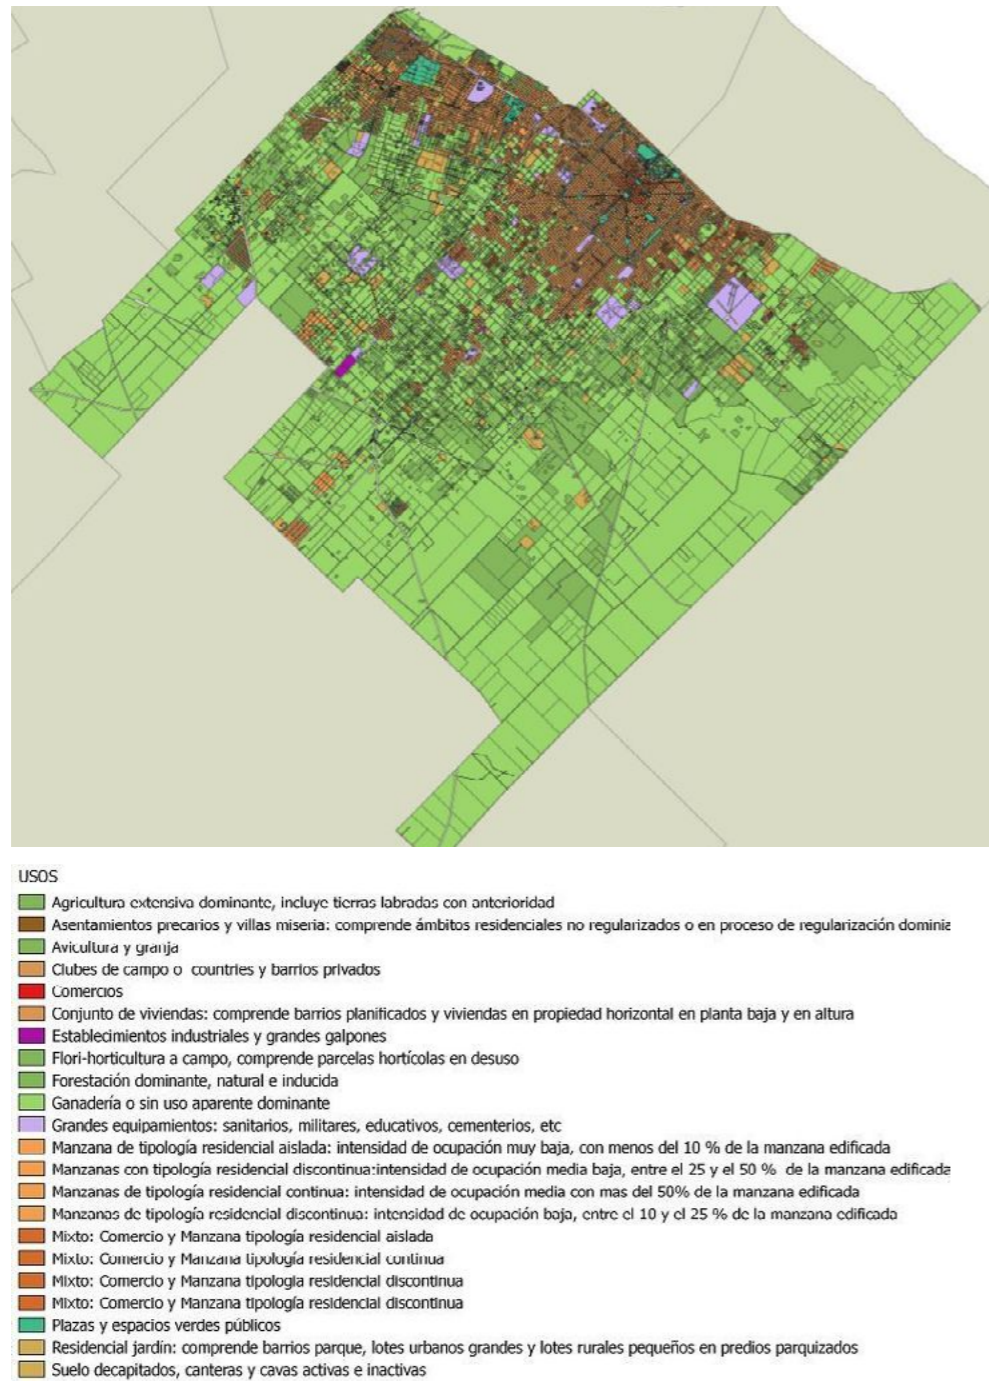 USOS
Agricultura extensiva dominante, incluye tierras labradas con anterioridad
Asentamientos precarios y villas miseria: comprende ámbitos residenciales no regularizados o en proceso de regularización dominia
Avicultura y granja
Clubes de campo o countries y barrios privados
Comercios
Conjunto de viviendas: comprende barrios planificados y viviendas en propiedad horizontal en planta baja y en altura
Establecimientos industriales y grandes galpones
Flori-horticultura a campo, comprende parcelas hortícolas en desuso
Forestación dominante, natural e inducida
Ganadería o sin uso aparente dominante
Grandes equipamientos: sanitarios, militares, educativos, cementerios, etc
Manzana de tipología residencial aislada: intensidad de ocupación muy baja, con menos del 10 % de la manzana edificada
Manzanas con tipología residencial discontinua:intensidad de ocupación media baja, entre el 25 y el 50 % de la manzana edificada
Manzanas de tipología residencial continua: intensidad de ocupación media con mas del 50% de la manzana edificada
Manzanas de tipología residencial discontinua: intensidad de ocupación baja, entre el 10 y el 25 % de la manzana edificada
Mixto: Comercio y Manzana tipología residencial aislada
Mixto: Comercio y Manzana tipología residencial continua
Mixto: Comercio y Manzana tipología residencial discontinua
Mixto: Comercio y Manzana tipología residencial discontinua
Plazas y espacios verdes públicos
Residencial jardín: comprende barrios parque, lotes urbanos grandes y lotes rurales pequeños en predios parquizados
Suelo decapitados, canteras y cavas activas e inactivas